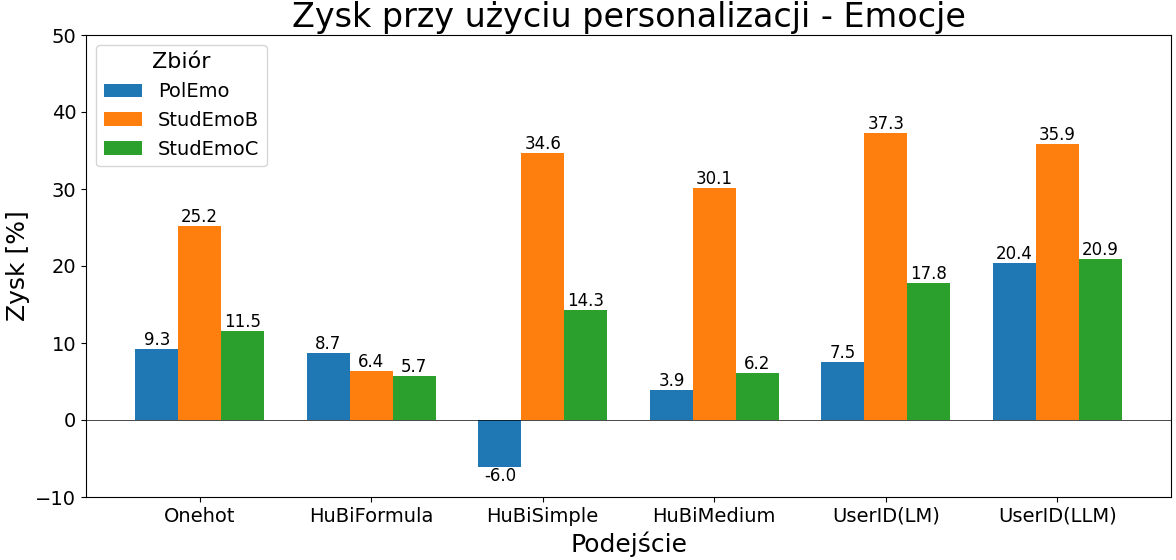 Zysk przy użyciu personalizacji - Emocje
Zysk [%]
50
40
30
20
10
0
−10
Zbiór
PolEmo
StudEmoB
StudEmoC
9.3
25.2
11.5
8.7
6.4
5.7
-6.0
34.6
14.3
3.9
30.1
6.2
7.5
37.3
17.8
20.4
35.9
20.9
Onehot
HuBiFormula
HuBiSimple
HuBiMedium
UserID(LM)
UserID(LLM)
Podejście